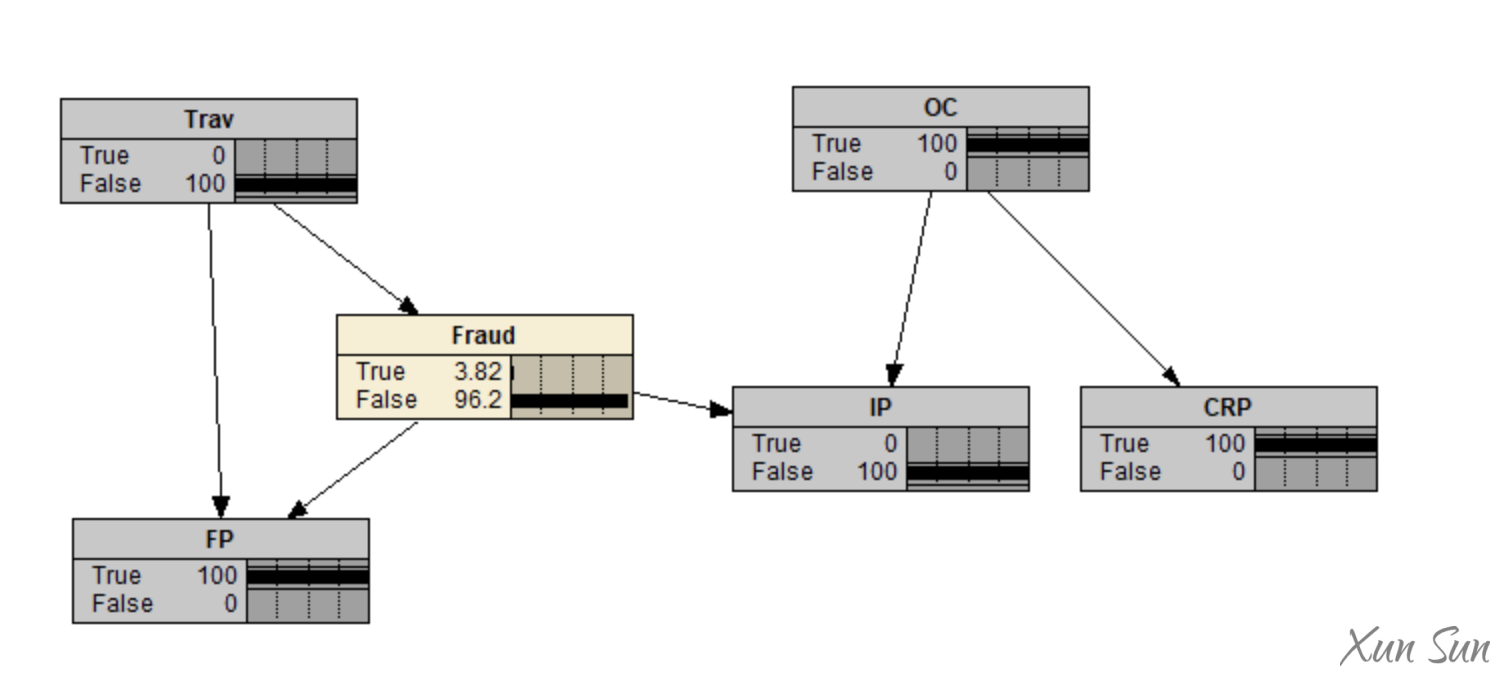 Trav
True 0
False 100
OC
True 100
False 0
Fraud
True 3.82
False 96.2
IP
True 0
False 100
CRP
True 100
False 0
FP
True 100
False 0
Xun Sun